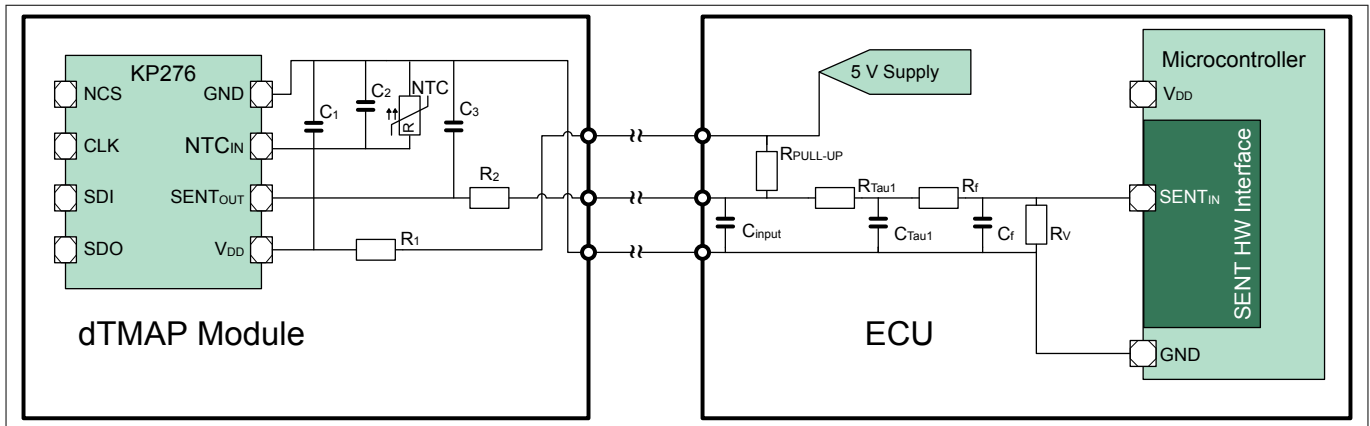 KP276
NCS
GND
CLK
NTCIN
SDI
SENTOUT
SDO
VDD
C1
C2
NTC
R
C3
R2
R1
dTMAP Module
5 V Supply
RPULL-UP
RTau1
Rf
Cinput
CTau1
Cf
RV
ECU
Microcontroller
VDD
SENT HW Interface
SENTIN
GND